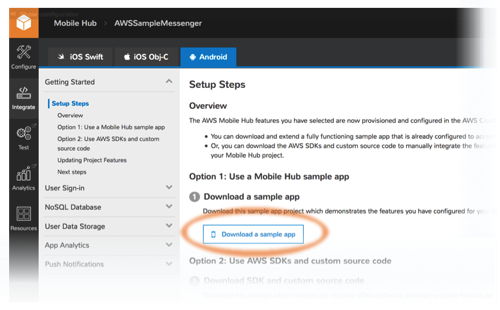 Mobile Hub > AWSSampleMessenger
Configure
Integrate
Test
Analytics
Resources
iOS Swift
iOS Obj-C
Android
Getting Started
Setup Steps
Overview
Option 1: Use a Mobile Hub sample app
Option 2: Use AWS SDKs and custom
source code
Updating Project Features
Next steps
User Sign-in
NoSQL Database
User Data Storage
App Analytics
Push Notifications
Setup Steps
Overview
The AWS Mobile Hub features you have selected are now provisioned and configured in the AWS
• You can download and extend a fully functioning sample app that is already configured to
• Or, you can download the AWS SDKs and custom source code to manually integrate the
your Mobile Hub project.
Option 1: Use a Mobile Hub sample app
1 Download a sample app
Download this sample app project which demonstrates the features you have configured for
Download a sample app
Option 2: Use AWS SDKs and custom source code
1 Download SDK and custom source code